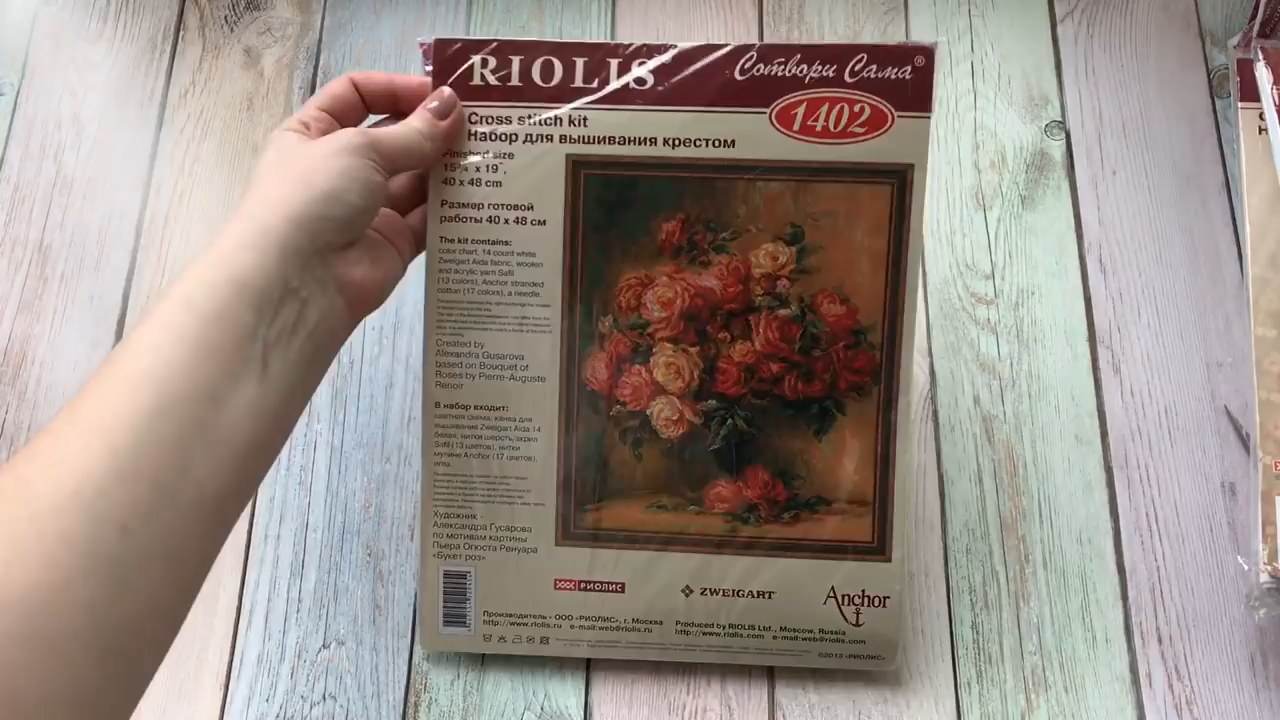 RIOLIS®
Сотвори Сама®
1402
Cross stitch kit
Набор для вышивания крестом
Finished size
15¾" x 19",
40 x 48 cm
Размер готовой
работы 40 x 48 см
The kit contains:
color chart, 14 count white
Zweigart Aida fabric, woolen
and acrylic yarn Safil
(13 colors), Anchor stranded
cotton (17 colors), a needle.
Created by
Alexandra Gusarova
based on Bouquet of
Roses by Pierre-Auguste
Renoir
В набор входит:
цветная схема, канва для
вышивания Zweigart Aida 14
белая, нитки шерсть/акрил
Safil (13 цветов), нитки
мулине Anchor (17 цветов),
игла.
Художник -
Александра Гусарова
по мотивам картины
Пьера Огюста Ренуара
«Букет роз»
РИОЛИС
ZWEIGART
Anchor
Производитель - ООО «РИОЛИС», г. Москва
http://www.riolis.ru e-mail:web@riolis.ru
Produced by RIOLIS Ltd., Moscow, Russia
http://www.riolis.com e-mail:web@riolis.com
©2013 «РИОЛИС»